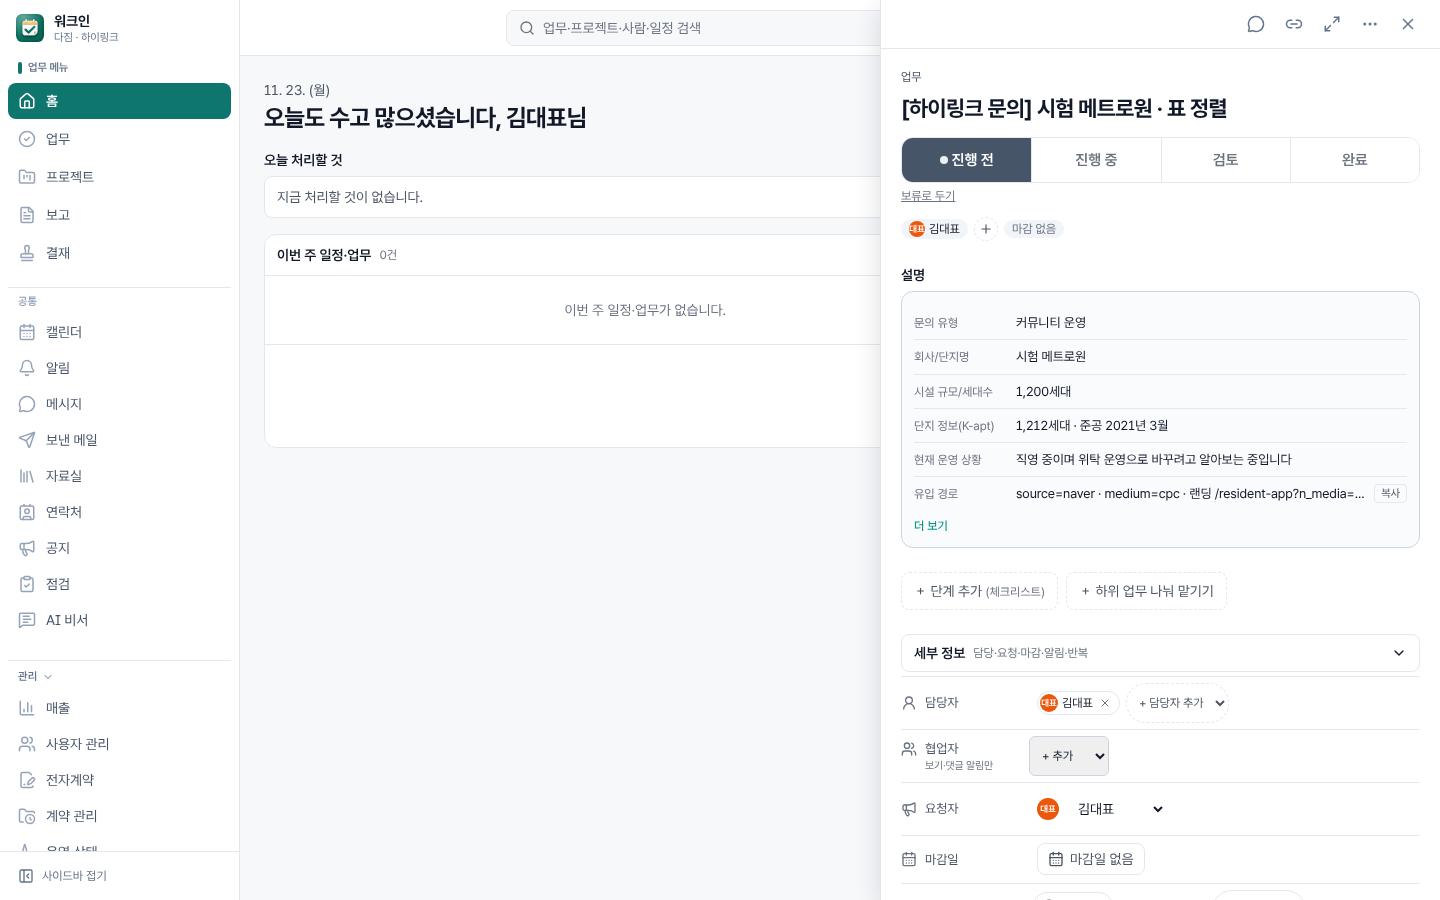 워크인
다짐 · 하이링크
업무 메뉴
홈
업무
프로젝트
보고
결재
공통
캘린더
알림
메시지
보낸 메일
자료실
연락처
공지
점검
AI 비서
관리
매출
사용자 관리
전자계약
계약 관리
사이드바 접기
업무·프로젝트·사람·일정 검색
11. 23. (월)
오늘도 수고 많으셨습니다, 김대표님
오늘 처리할 것
지금 처리할 것이 없습니다.
이번 주 일정·업무 0건
이번 주 일정·업무가 없습니다.
업무
[하이링크 문의] 시험 메트로원 · 표 정렬
진행 전 진행 중 검토 완료
보류로 두기
대표 김대표 + 마감 없음
설명
문의 유형 커뮤니티 운영
회사/단지명 시험 메트로원
시설 규모/세대수 1,200세대
단지 정보(K-apt) 1,212세대 · 준공 2021년 3월
현재 운영 상황 직영 중이며 위탁 운영으로 바꾸려고 알아보는 중입니다
유입 경로 source=naver · medium=cpc · 랜딩 /resident-app?n_media=... 복사
더 보기
+ 단계 추가 (체크리스트) + 하위 업무 나눠 맡기기
세부 정보 담당·요청·마감·알림·반복
담당자 대표 김대표 × + 담당자 추가
협업자 + 추가
보기·댓글 알림만
요청자 대표 김대표
마감일 마감일 없음